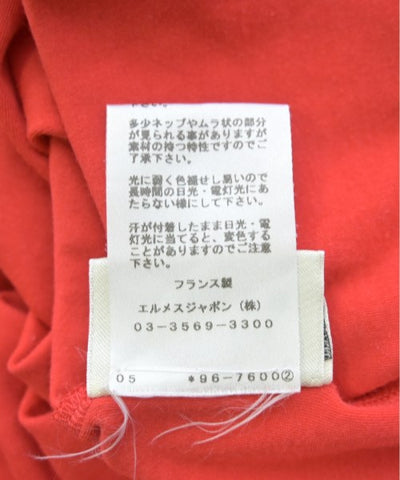 下さい。
多少ネップやムラ状の部分
が見られる事がありますが
素材の持つ特性ですのでご
了承下さい。
光に弱く色褪せし易いので
長時間の日光・電灯光にあ
たらない様にして下さい。
汗が付着したまま日光・電
灯光に当てると、変色する
ことがありますのでご注意
下さい。
フランス製
エルメスジャポン（株）
03-3569-3300
05 *96-7600②